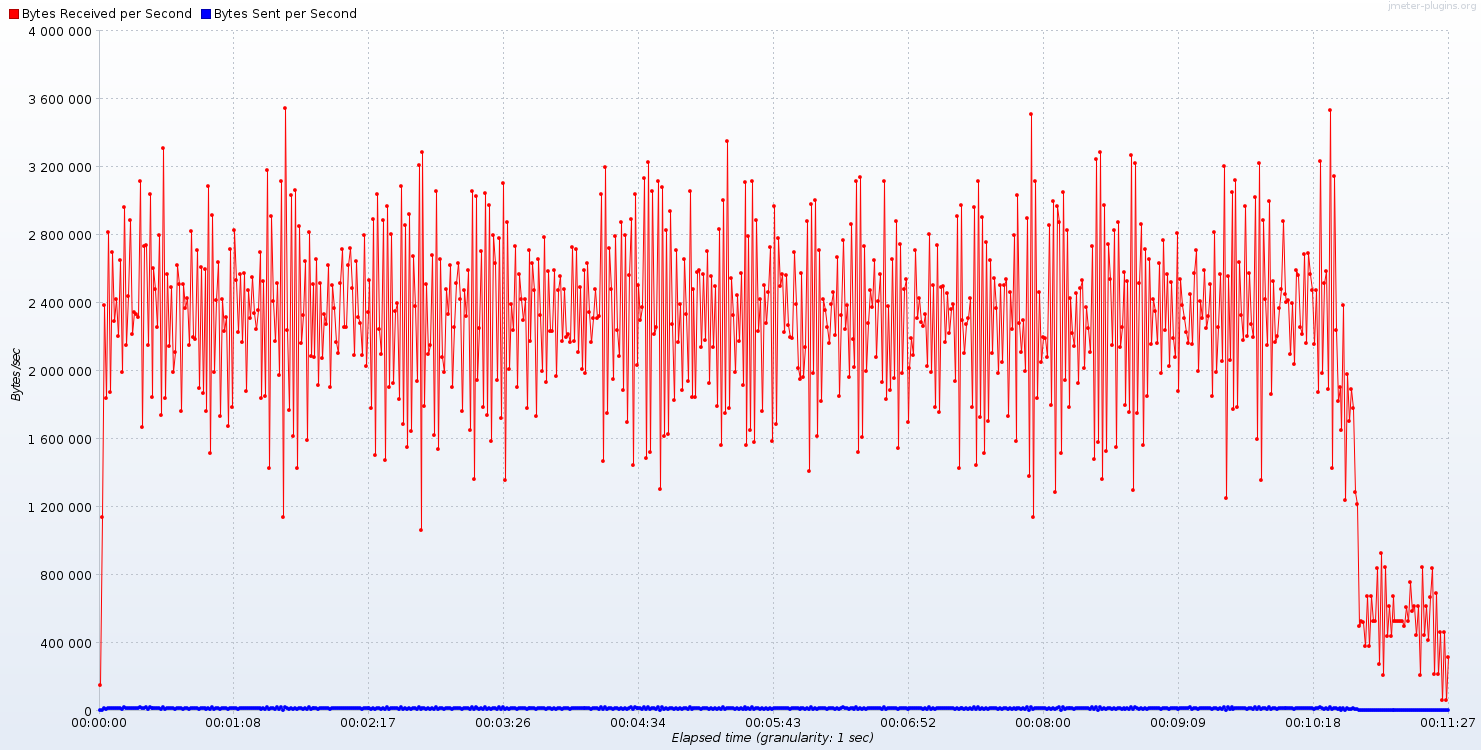 Bytes Received per Second Bytes Sent per Second
jmeter-plugins.org
4 000 000
3 600 000
3 200 000
2 800 000
2 400 000
2 000 000
1 600 000
1 200 000
800 000
400 000
0
Bytes /sec
00:00:00 00:01:08 00:02:17 00:03:26 00:04:34 00:05:43 00:06:52 00:08:00 00:09:09 00:10:18 00:11:27
Elapsed time (granularity: 1 sec)